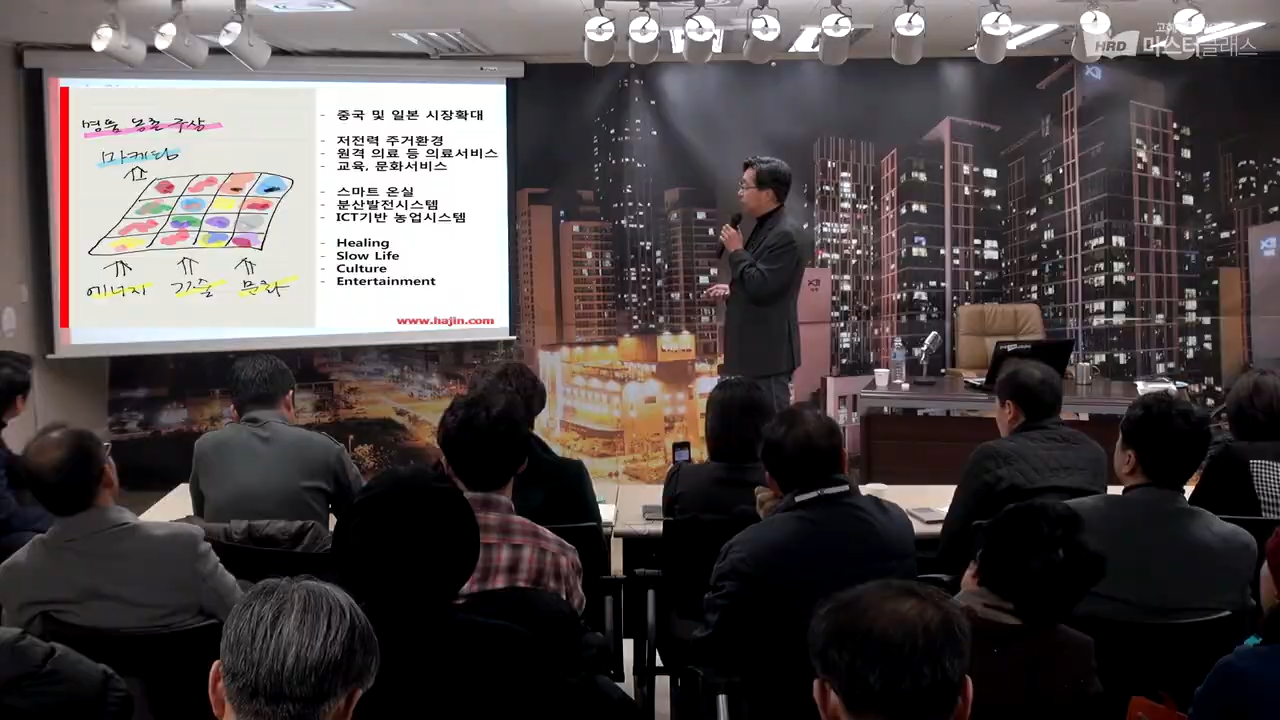 HRD 마스터클래스
명품 농촌 구상
마케팅
에너지 기술 문화
- 중국 및 일본 시장확대
- 저전력 주거환경
- 원격 의료 등 의료서비스
- 교육, 문화서비스
- 스마트 온실
- 분산발전시스템
- ICT기반 농업시스템
- Healing
- Slow Life
- Culture
- Entertainment
www.hajin.com